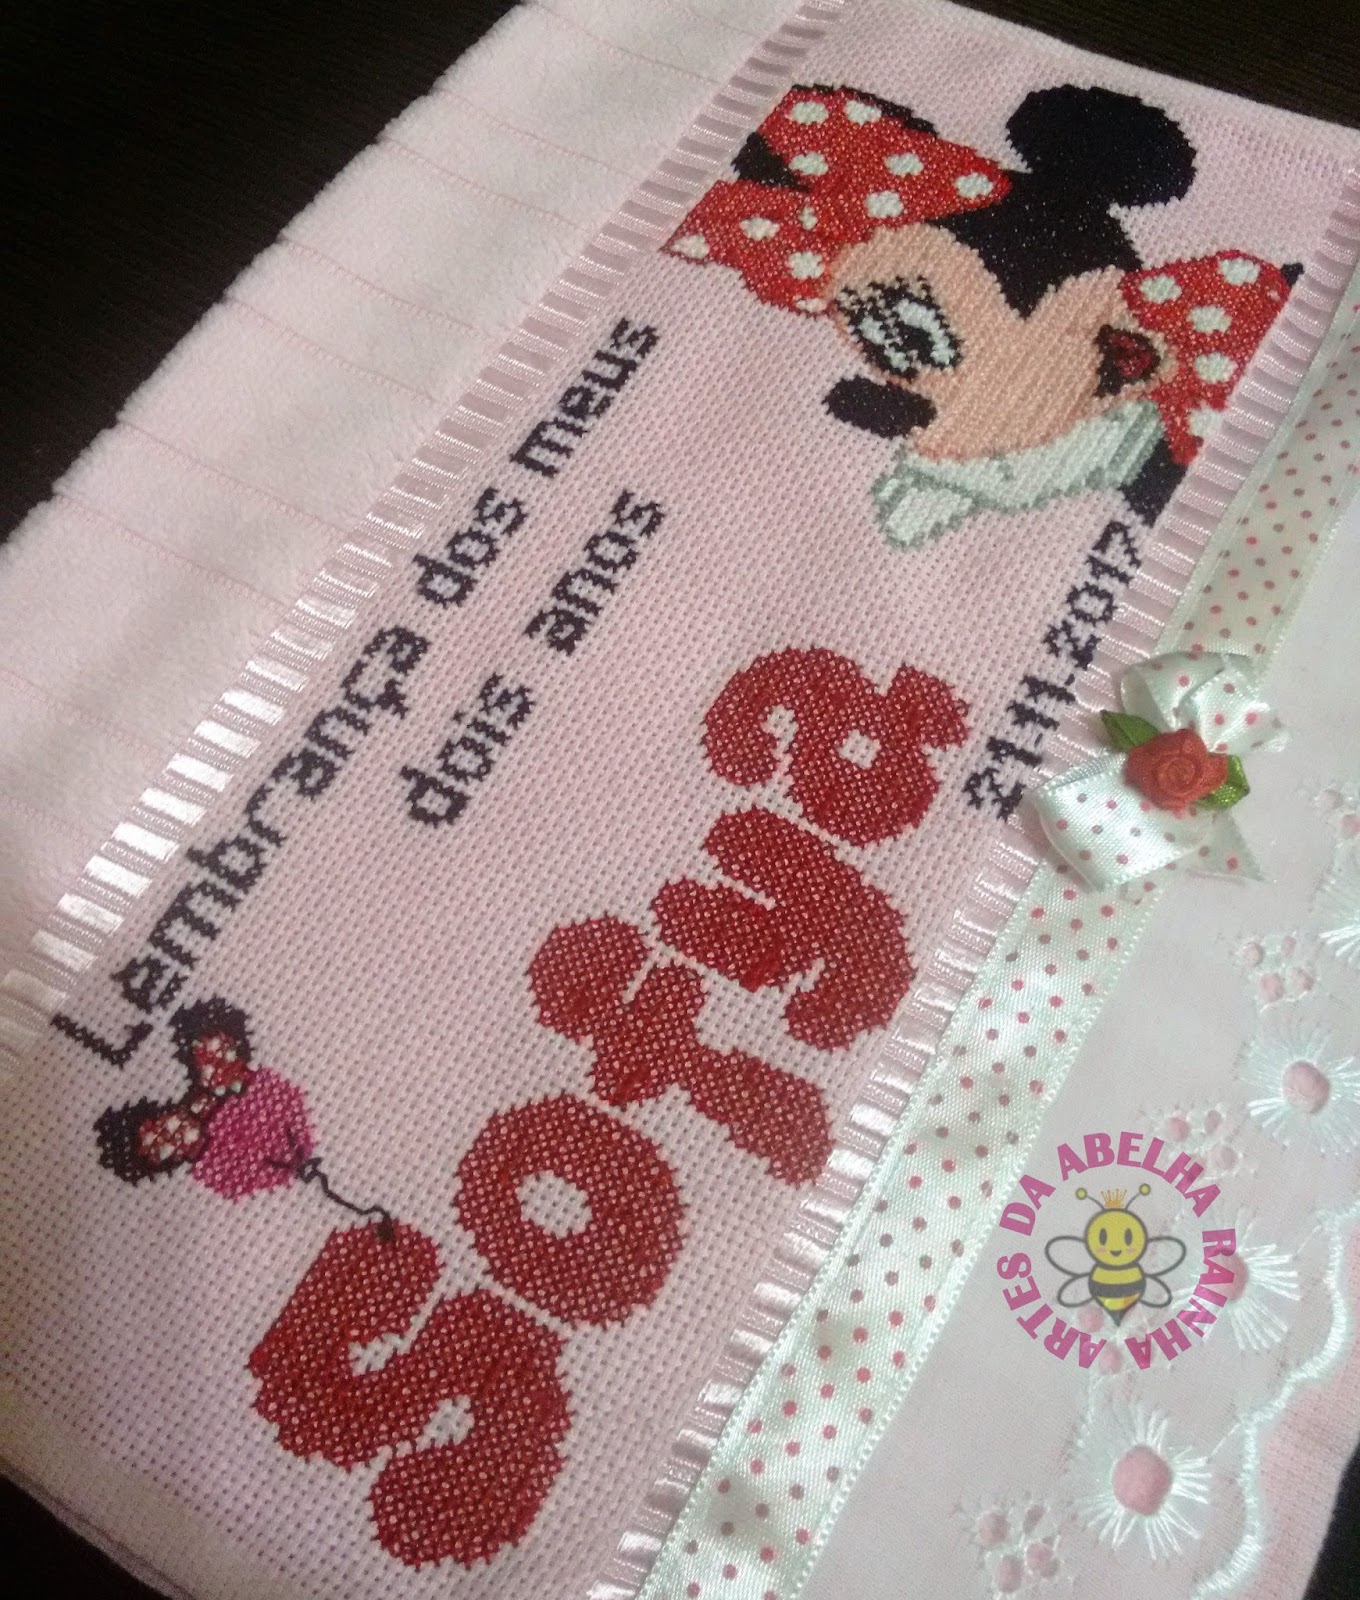 Lembrança dos meus
dois anos
Sofya
21-11-2017
ARTES DA ABELHA RAINHA